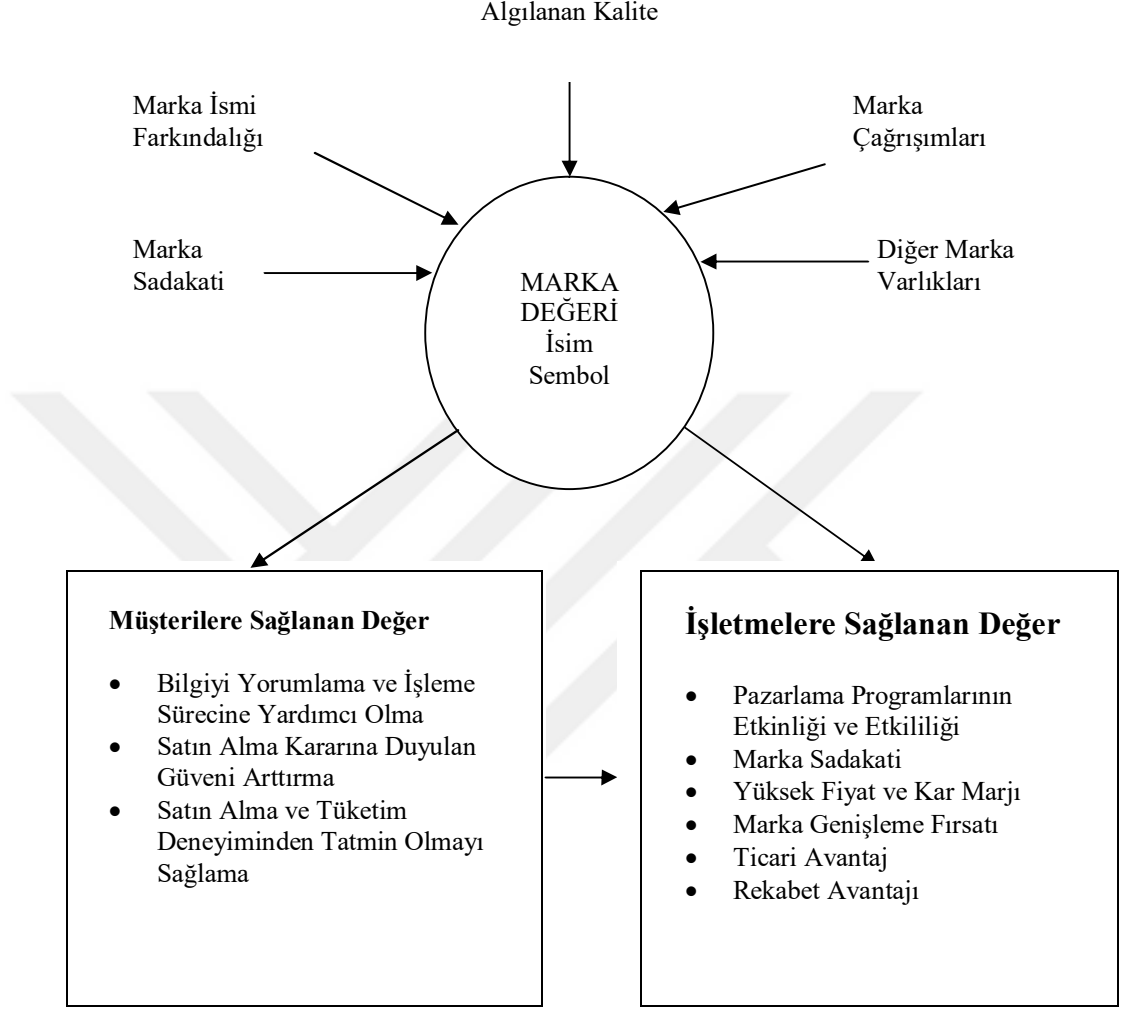 Algılanan Kalite
Marka İsmi
Farkındalığı
Marka
Çağrışımları
Marka
Sadakati
Diğer Marka
Varlıkları
MARKA
DEĞERİ
İsim
Sembol
Müşterilere Sağlanan Değer
• Bilgiyi Yorumlama ve İşleme
Sürecine Yardımcı Olma
• Satın Alma Kararına Duyulan
Güveni Arttırma
• Satın Alma ve Tüketim
Deneyiminden Tatmin Olmayı
Sağlama
İşletmelere Sağlanan Değer
• Pazarlama Programlarının
Etkinliği ve Etkililiği
• Marka Sadakati
• Yüksek Fiyat ve Kar Marjı
• Marka Genişleme Fırsatı
• Ticari Avantaj
• Rekabet Avantajı